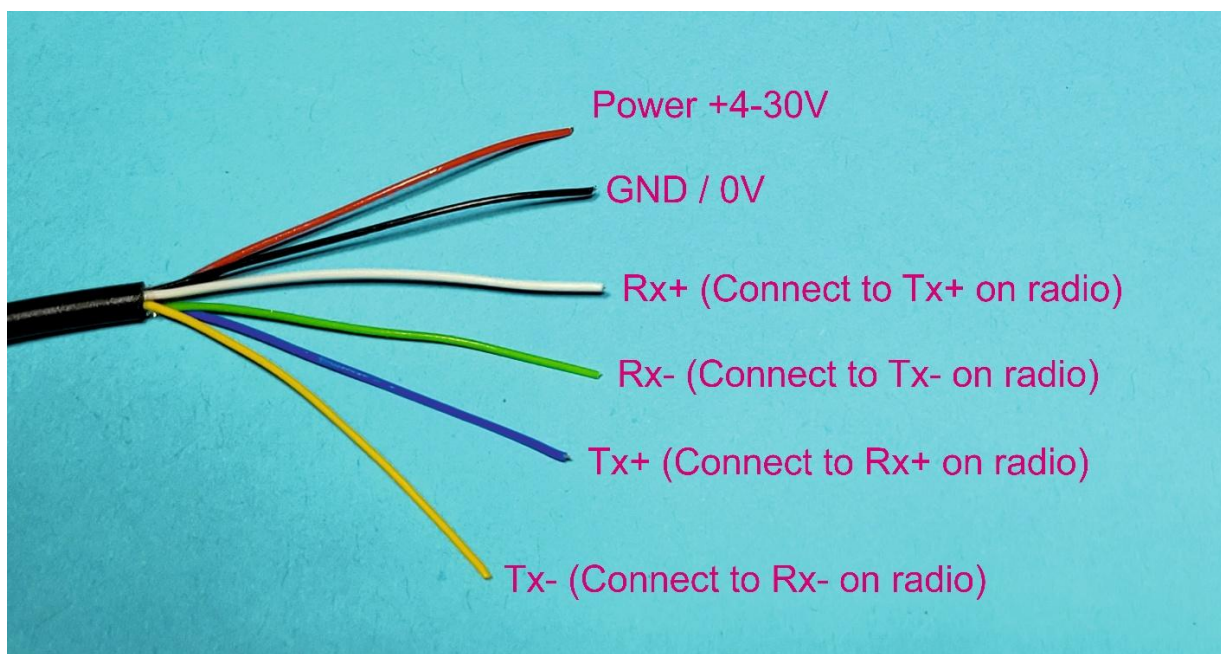 Power +4-30V
GND / 0V
Rx+ (Connect to Tx+ on radio)
Rx- (Connect to Tx- on radio)
Tx+ (Connect to Rx+ on radio)
Tx- (Connect to Rx- on radio)